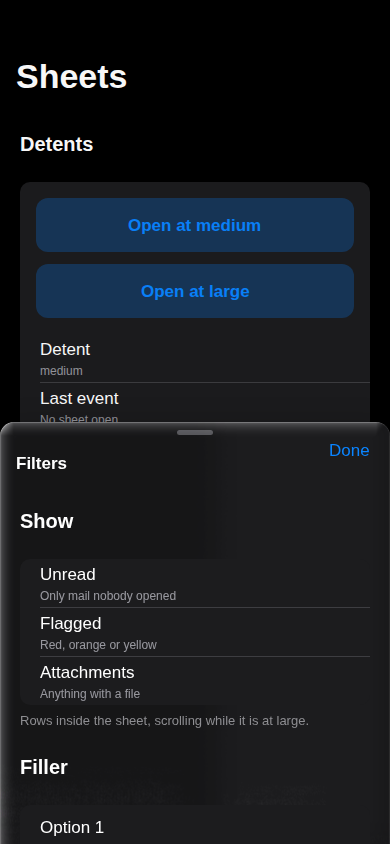 Sheets
Detents
Open at medium
Open at large
Detent
medium
Last event
No sheet open
Done
Filters
Show
Unread
Only mail nobody opened
Flagged
Red, orange or yellow
Attachments
Anything with a file
Rows inside the sheet, scrolling while it is at large.
Filler
Option 1